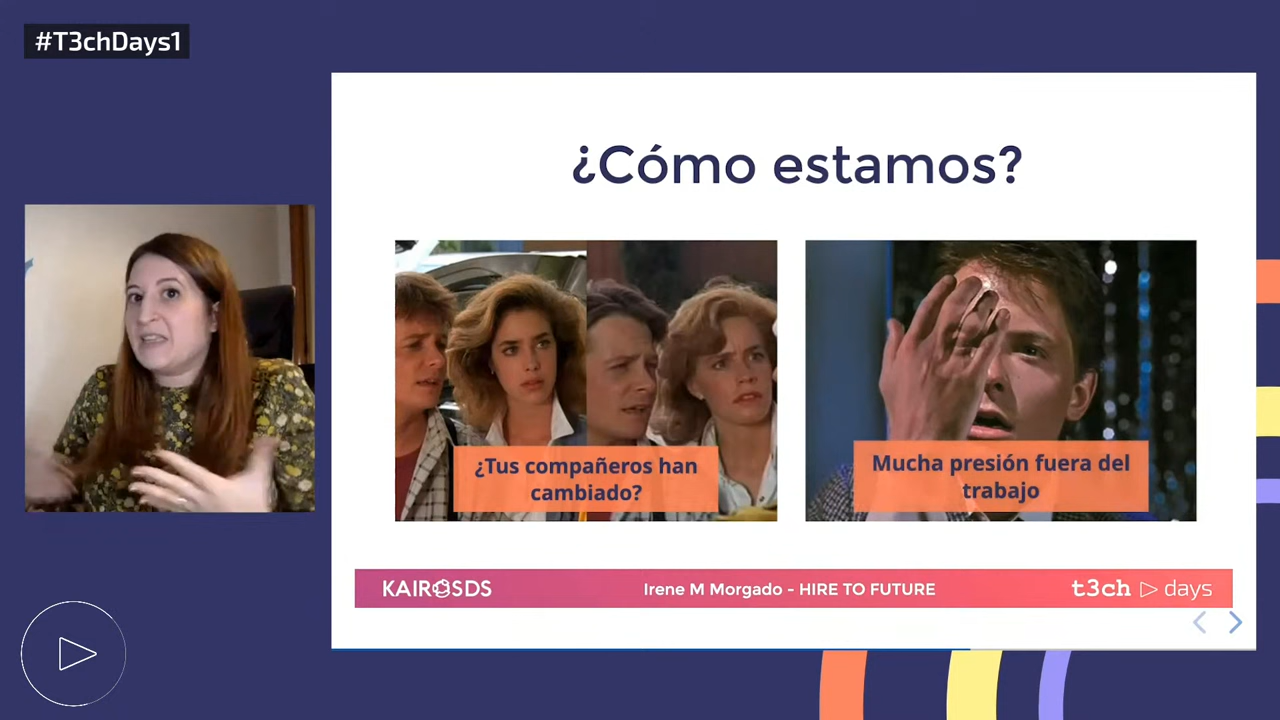 #T3chDays1
¿Cómo estamos?
¿Tus compañeros han
cambiado?
Mucha presión fuera del
trabajo
KAIROSDS
Irene M Morgado - HIRE TO FUTURE
t3ch days